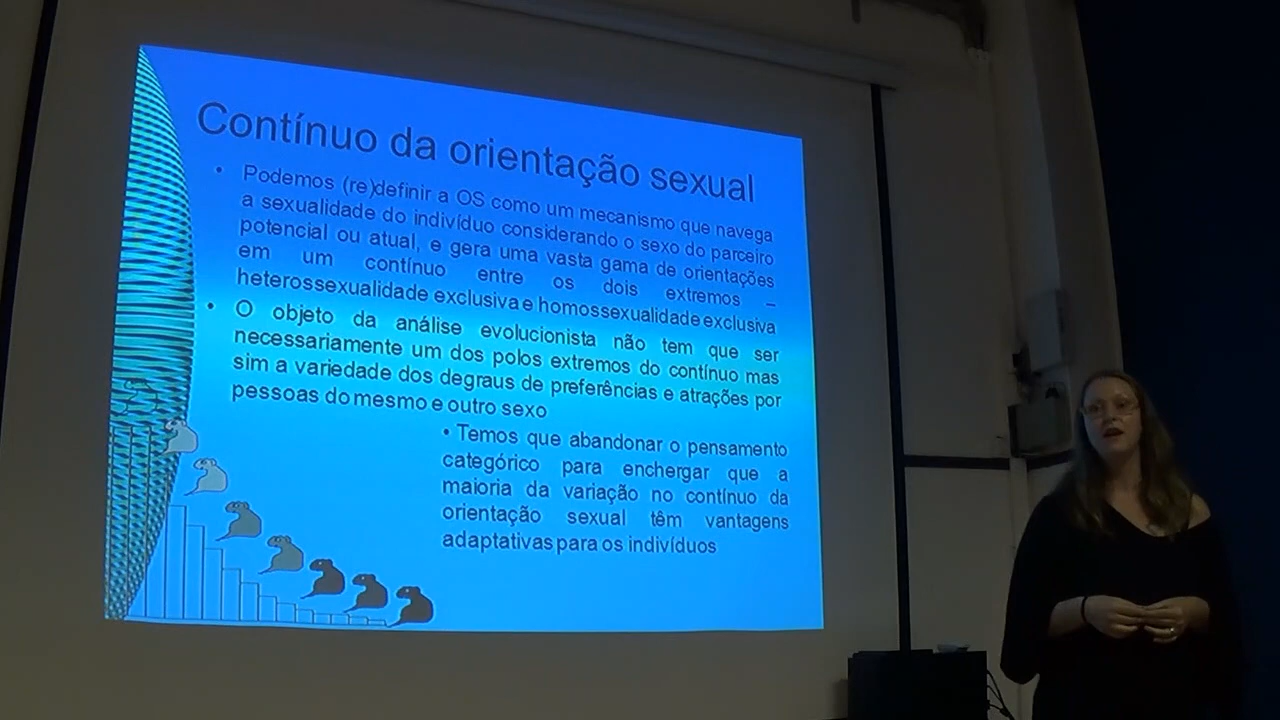 Contínuo da orientação sexual
• Podemos (re)definir a OS como um mecanismo que navega
a sexualidade do indivíduo considerando o sexo do parceiro
potencial ou atual, e gera uma vasta gama de orientações
em um contínuo entre os dois extremos –
heterossexualidade exclusiva e homossexualidade exclusiva
• O objeto da análise evolucionista não tem que ser
necessariamente um dos polos extremos do contínuo mas
sim a variedade dos degraus de preferências e atrações por
pessoas do mesmo e outro sexo
• Temos que abandonar o pensamento
categórico para enchergar que a
maioria da variação no contínuo da
orientação sexual têm vantagens
adaptativas para os indivíduos